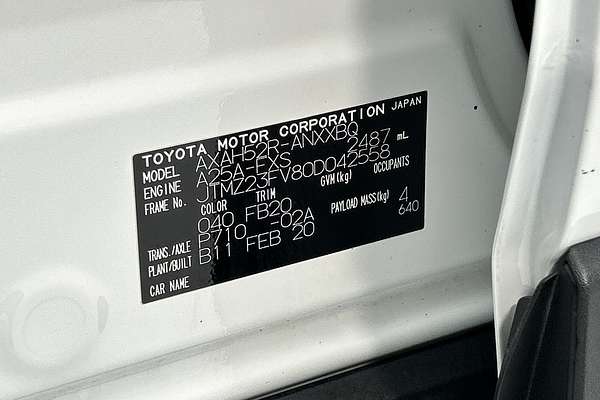 TOYOTA MOTOR CORPORATION JAPAN
MODEL AXAH52R-ANXXBQ
ENGINE A25A-FXS 2487 mL
FRAME No. JTMZ23FV80D042558
COLOR TRIM GVM(kg) OCCUPANTS
040 FB20 4
TRANS./AXLE P710 -02A PAYLOAD MASS(kg) 640
PLANT/BUILT B11 FEB 20
CAR NAME